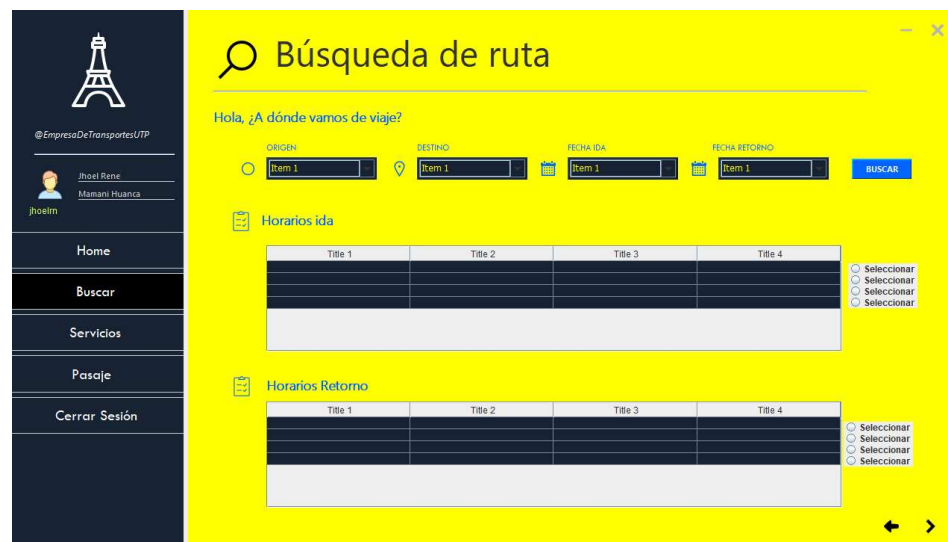 Búsqueda de ruta
@EmpresaDeTransportesUTP
Jhoel Rene
Mamani Huanca
jhoelrn
Home
Buscar
Servicios
Pasaje
Cerrar Sesión
Hola, ¿A dónde vamos de viaje?
ORIGEN DESTINO FECHA IDA FECHA RETORNO
Item 1 Item 1 Item 1 Item 1 BUSCAR
Horarios ida
Title 1 Title 2 Title 3 Title 4
Seleccionar
Seleccionar
Seleccionar
Seleccionar
Horarios Retorno
Title 1 Title 2 Title 3 Title 4
Seleccionar
Seleccionar
Seleccionar
Seleccionar